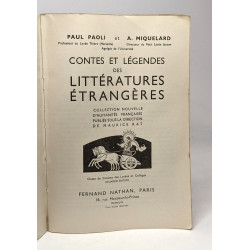 PAUL PAOLI et A. MIQUELARD
CONTES ET LÉGENDES
DES
LITTÉRATURES
ÉTRANGÈRES
COLLECTION NOUVELLE
D'HUMANITÉS FRANÇAISES
PUBLIÉE SOUS LA DIRECTION
DE MAURICE RAT
FERNAND NATHAN, PARIS